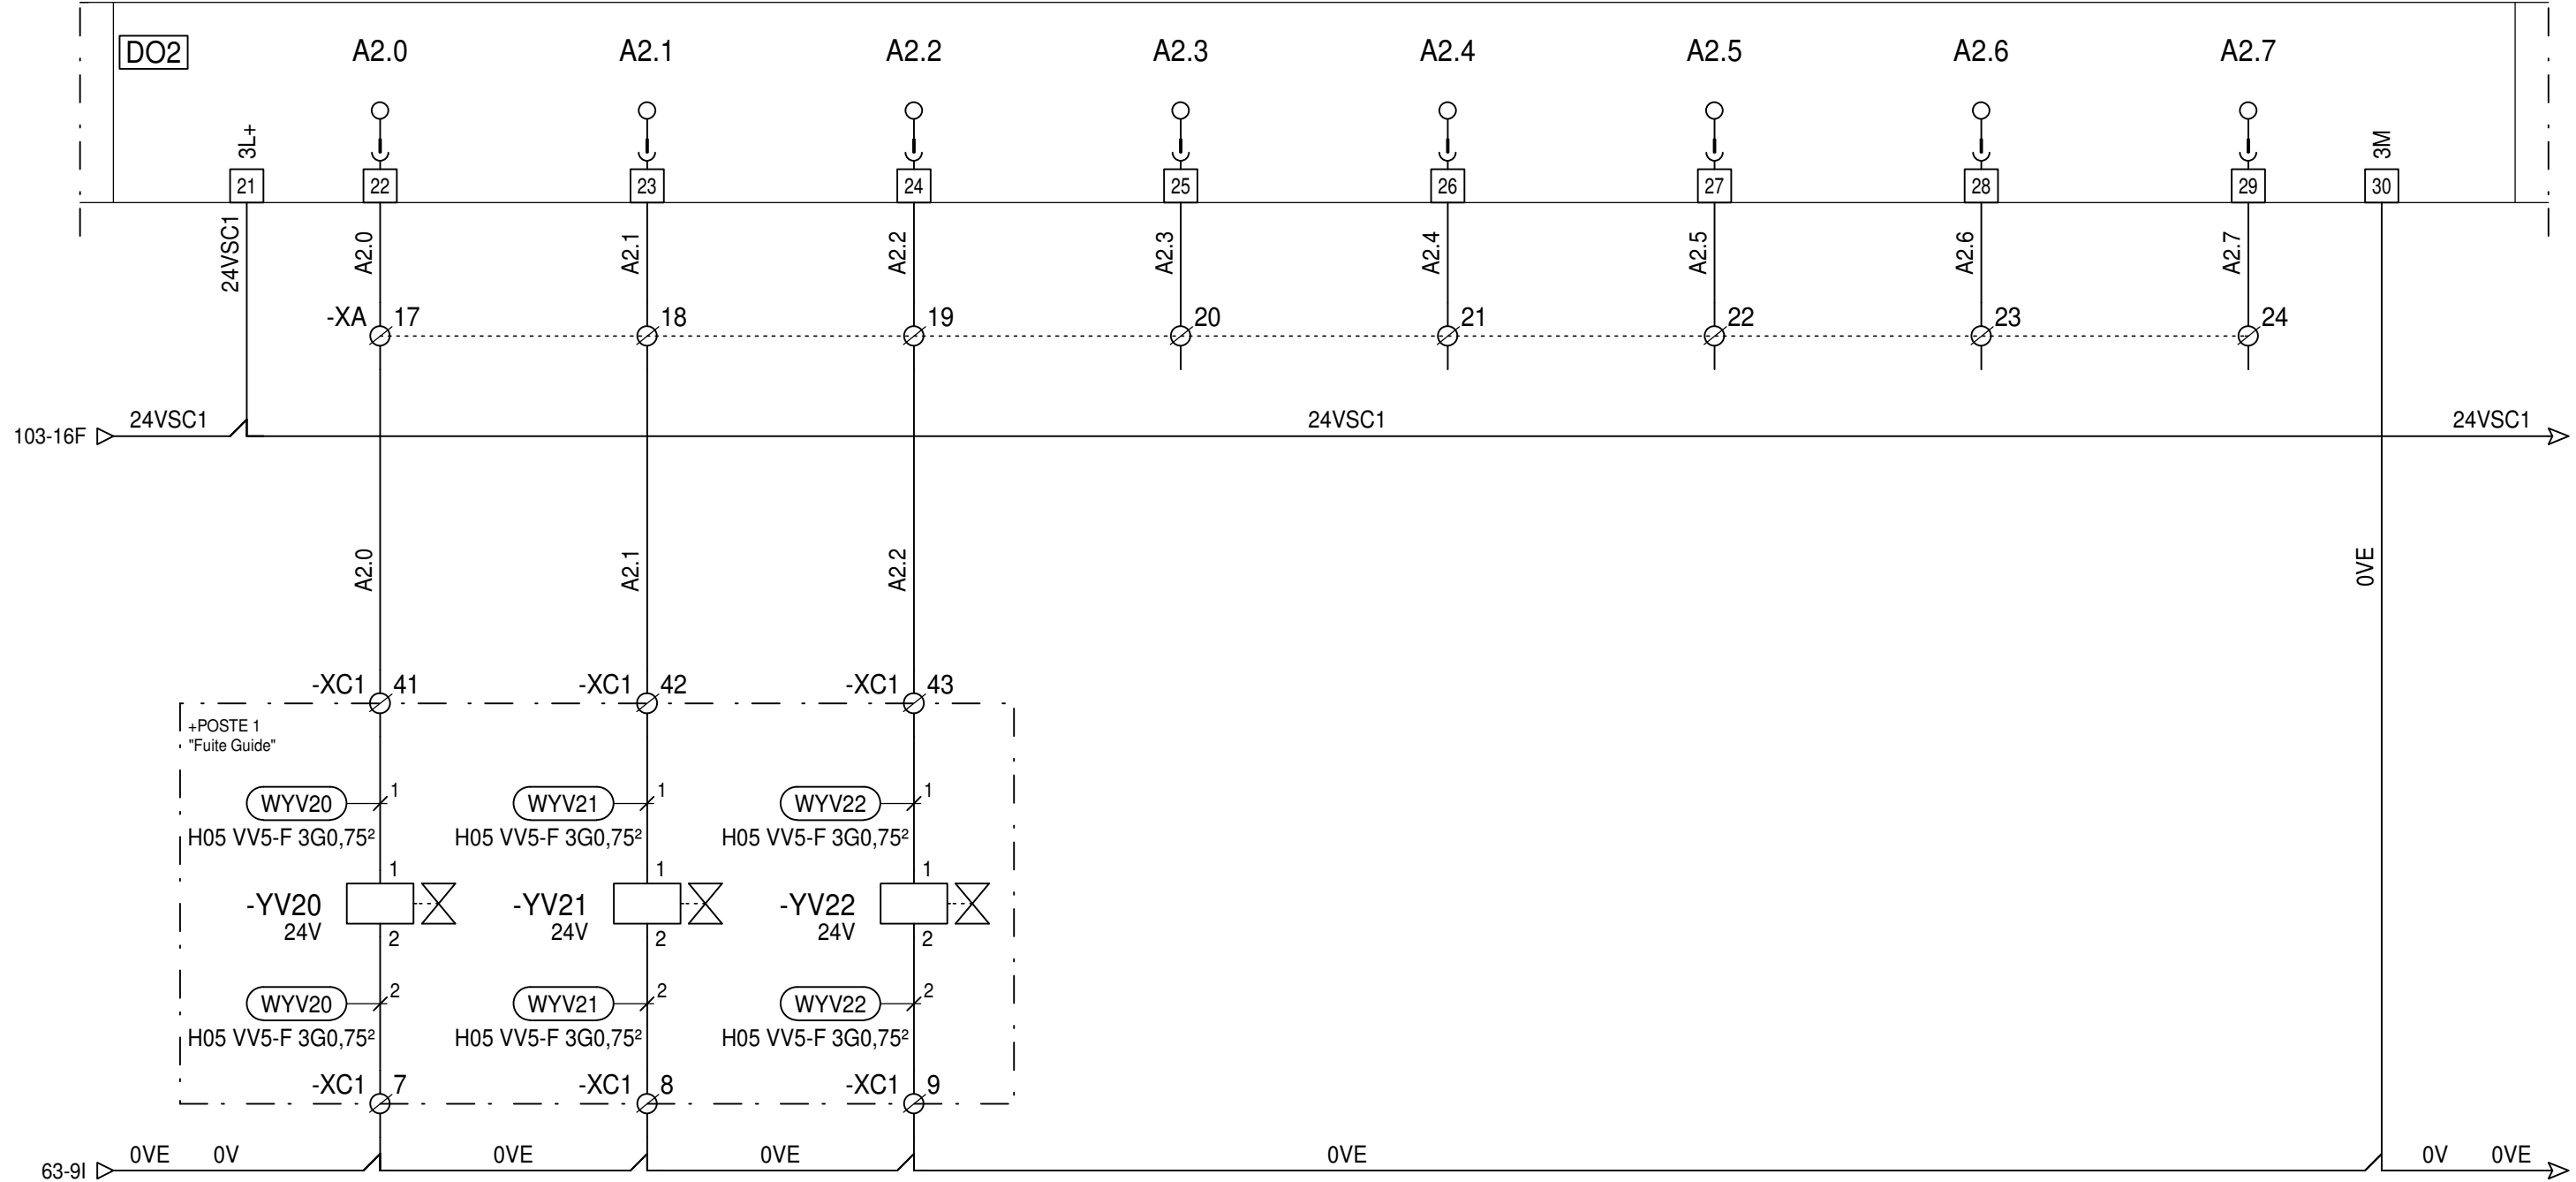 DO2 A2.0 A2.1 A2.2 A2.3 A2.4 A2.5 A2.6 A2.7
3L+ 3M
21 22 23 24 25 26 27 28 29 30
24VSC1 A2.0 A2.1 A2.2 A2.3 A2.4 A2.5 A2.6 A2.7
-XA 17 18 19 20 21 22 23 24
103-16F 24VSC1 24VSC1 24VSC1
A2.0 A2.1 A2.2 0VE
-XC1 41 -XC1 42 -XC1 43
+POSTE 1
"Fuite Guide"
WYV20 1 WYV21 1 WYV22 1
H05 VV5-F 3G0,75² H05 VV5-F 3G0,75² H05 VV5-F 3G0,75²
1 1 1
-YV20 -YV21 -YV22
24V 24V 24V
2 2 2
WYV20 2 WYV21 2 WYV22 2
H05 VV5-F 3G0,75² H05 VV5-F 3G0,75² H05 VV5-F 3G0,75²
-XC1 7 -XC1 8 -XC1 9
63-9I 0VE 0V 0VE 0VE 0VE 0V 0VE